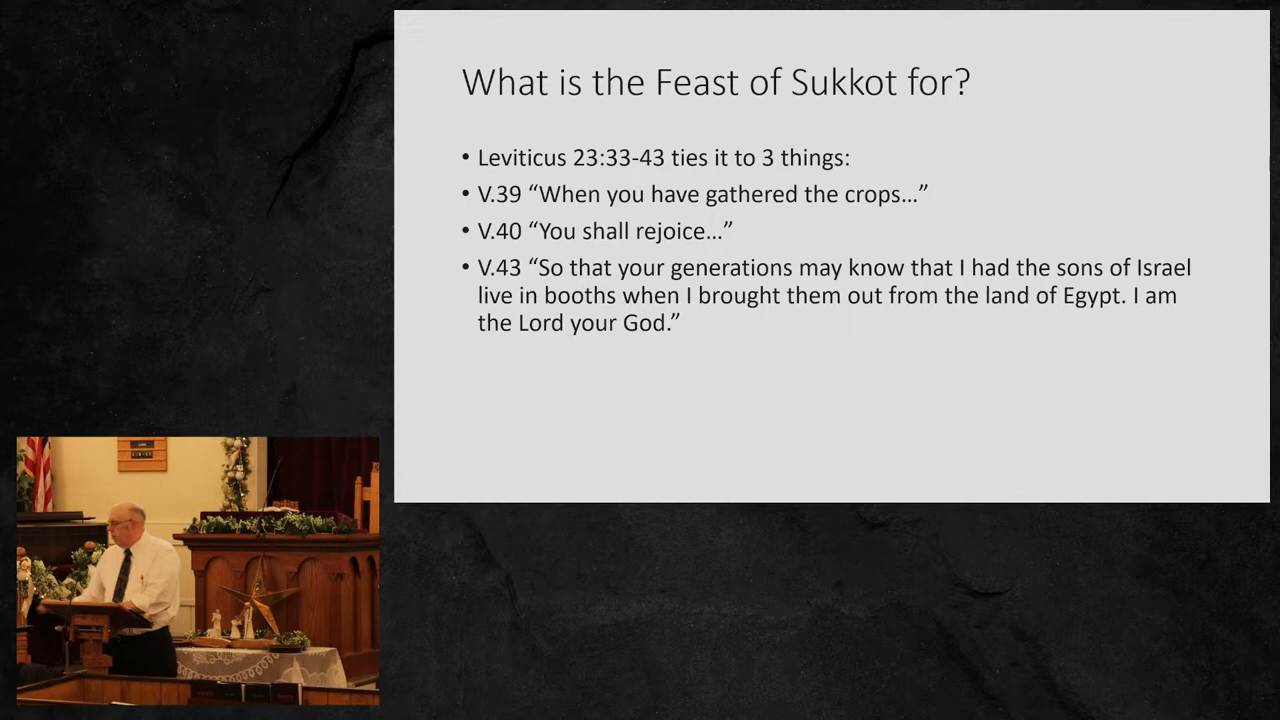 What is the Feast of Sukkot for?
• Leviticus 23:33-43 ties it to 3 things:
• V.39 “When you have gathered the crops…”
• V.40 “You shall rejoice…”
• V.43 “So that your generations may know that I had the sons of Israel
live in booths when I brought them out from the land of Egypt. I am
the Lord your God.”